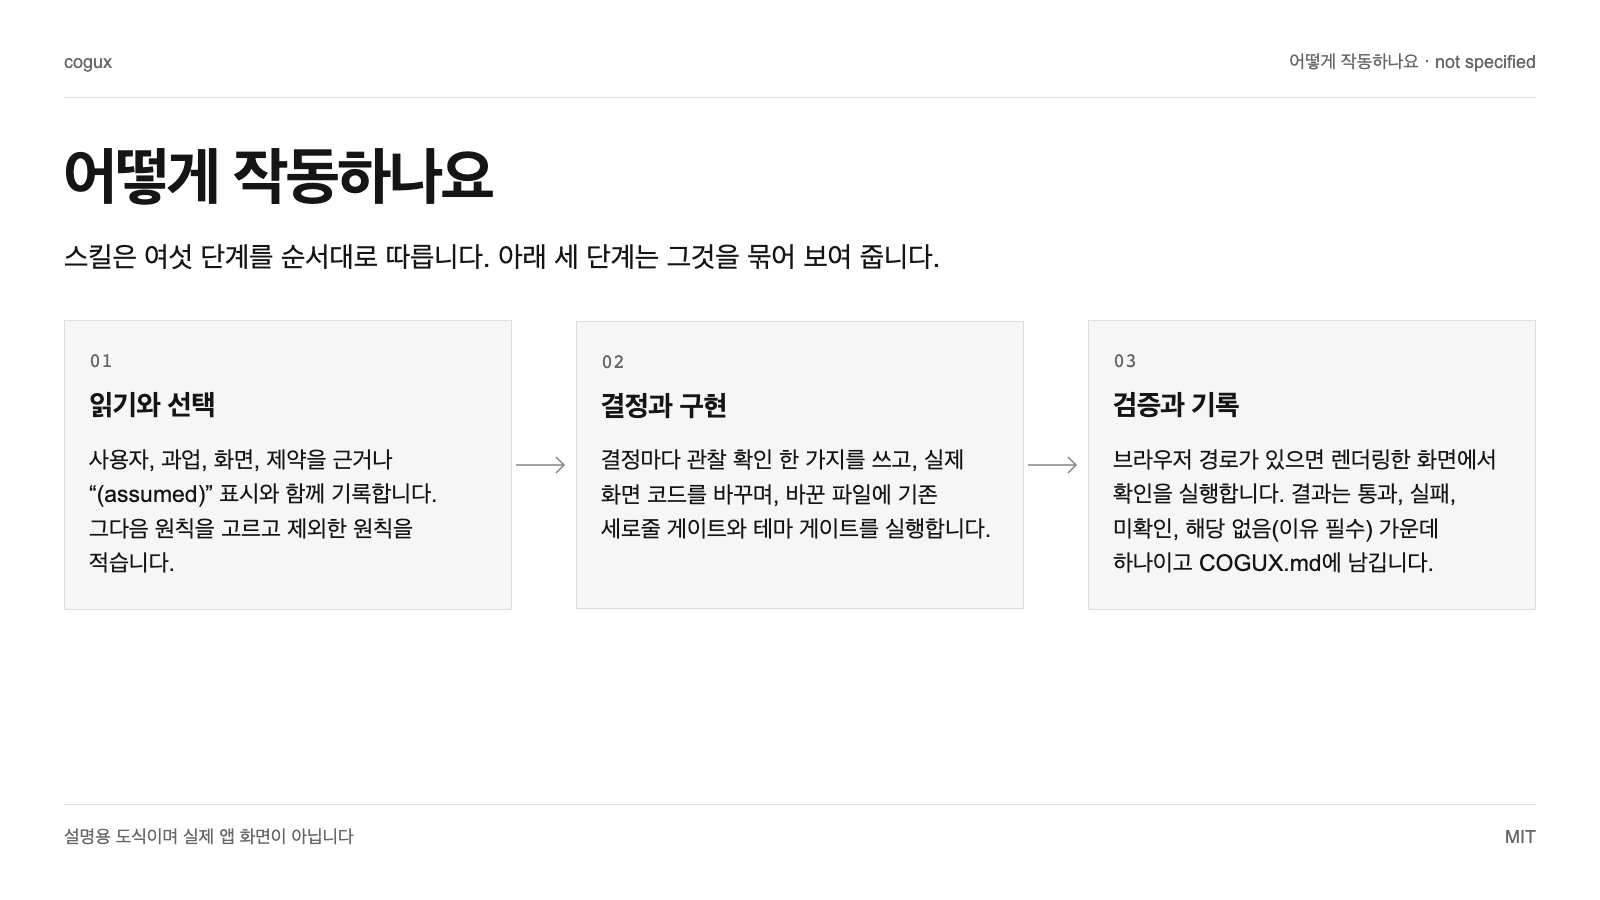 cogux
어떻게 작동하나요 · not specified
어떻게 작동하나요
스킬은 여섯 단계를 순서대로 따릅니다. 아래 세 단계는 그것을 묶어 보여 줍니다.
01
읽기와 선택
사용자, 과업, 화면, 제약을 근거나
“(assumed)” 표시와 함께 기록합니다.
그다음 원칙을 고르고 제외한 원칙을
적습니다.
02
결정과 구현
결정마다 관찰 확인 한 가지를 쓰고, 실제
화면 코드를 바꾸며, 바꾼 파일에 기존
세로줄 게이트와 테마 게이트를 실행합니다.
03
검증과 기록
브라우저 경로가 있으면 렌더링한 화면에서
확인을 실행합니다. 결과는 통과, 실패,
미확인, 해당 없음(이유 필수) 가운데
하나이고 COGUX.md에 남깁니다.
설명용 도식이며 실제 앱 화면이 아닙니다
MIT